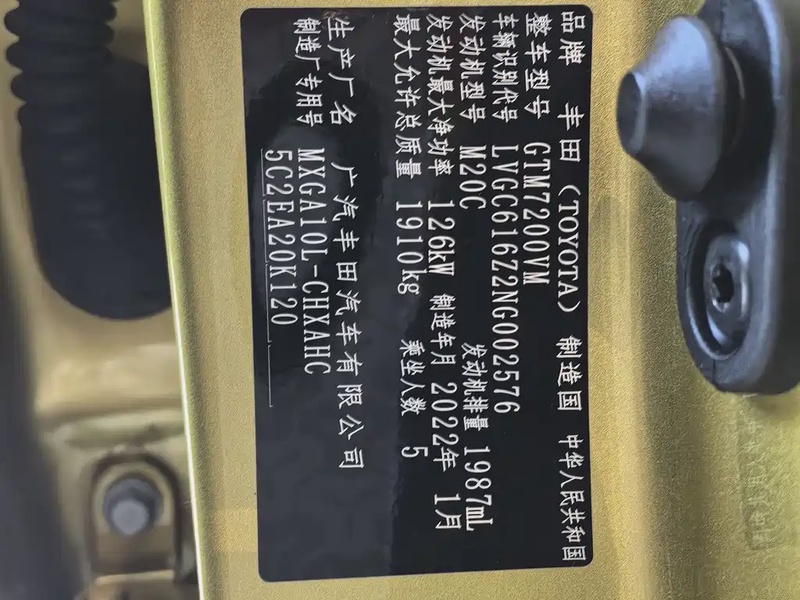 品牌 丰田（TOYOTA） 制造国 中华人民共和国
整车型号 GTM7200VM
车辆识别代号 LVGC616Z2NG002576
发动机型号 M20C 发动机排量 1987mL
发动机最大净功率 126kW 制造年月 2022年 1月
最大允许总质量 1910kg 乘坐人数 5
生产厂名 广汽丰田汽车有限公司
制造厂专用号 MXGA10L-CHXAHC
5C2EA20K120